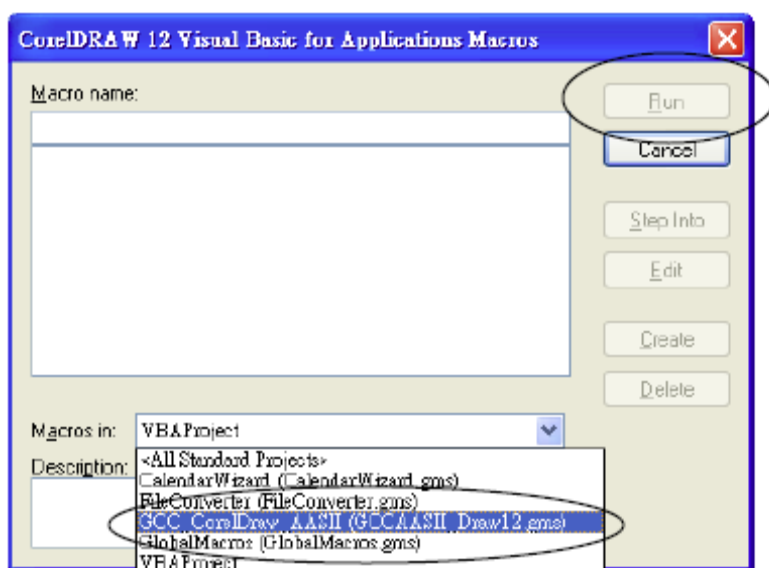 CorelDRAW 12 Visual Basic for Applications Macros
Macro name:
Run
Cancel
Step Into
Edit
Create
Delete
Macros in: VBAProject
Description:
<All Standard Projects>
CalendarWizard (CalendarWizard.gms)
FileConverter (FileConverter.gms)
GCC_CorelDraw_AASII (GCCAASII_Draw12.gms)
GlobalMacros (GlobalMacros.gms)
VBAProject